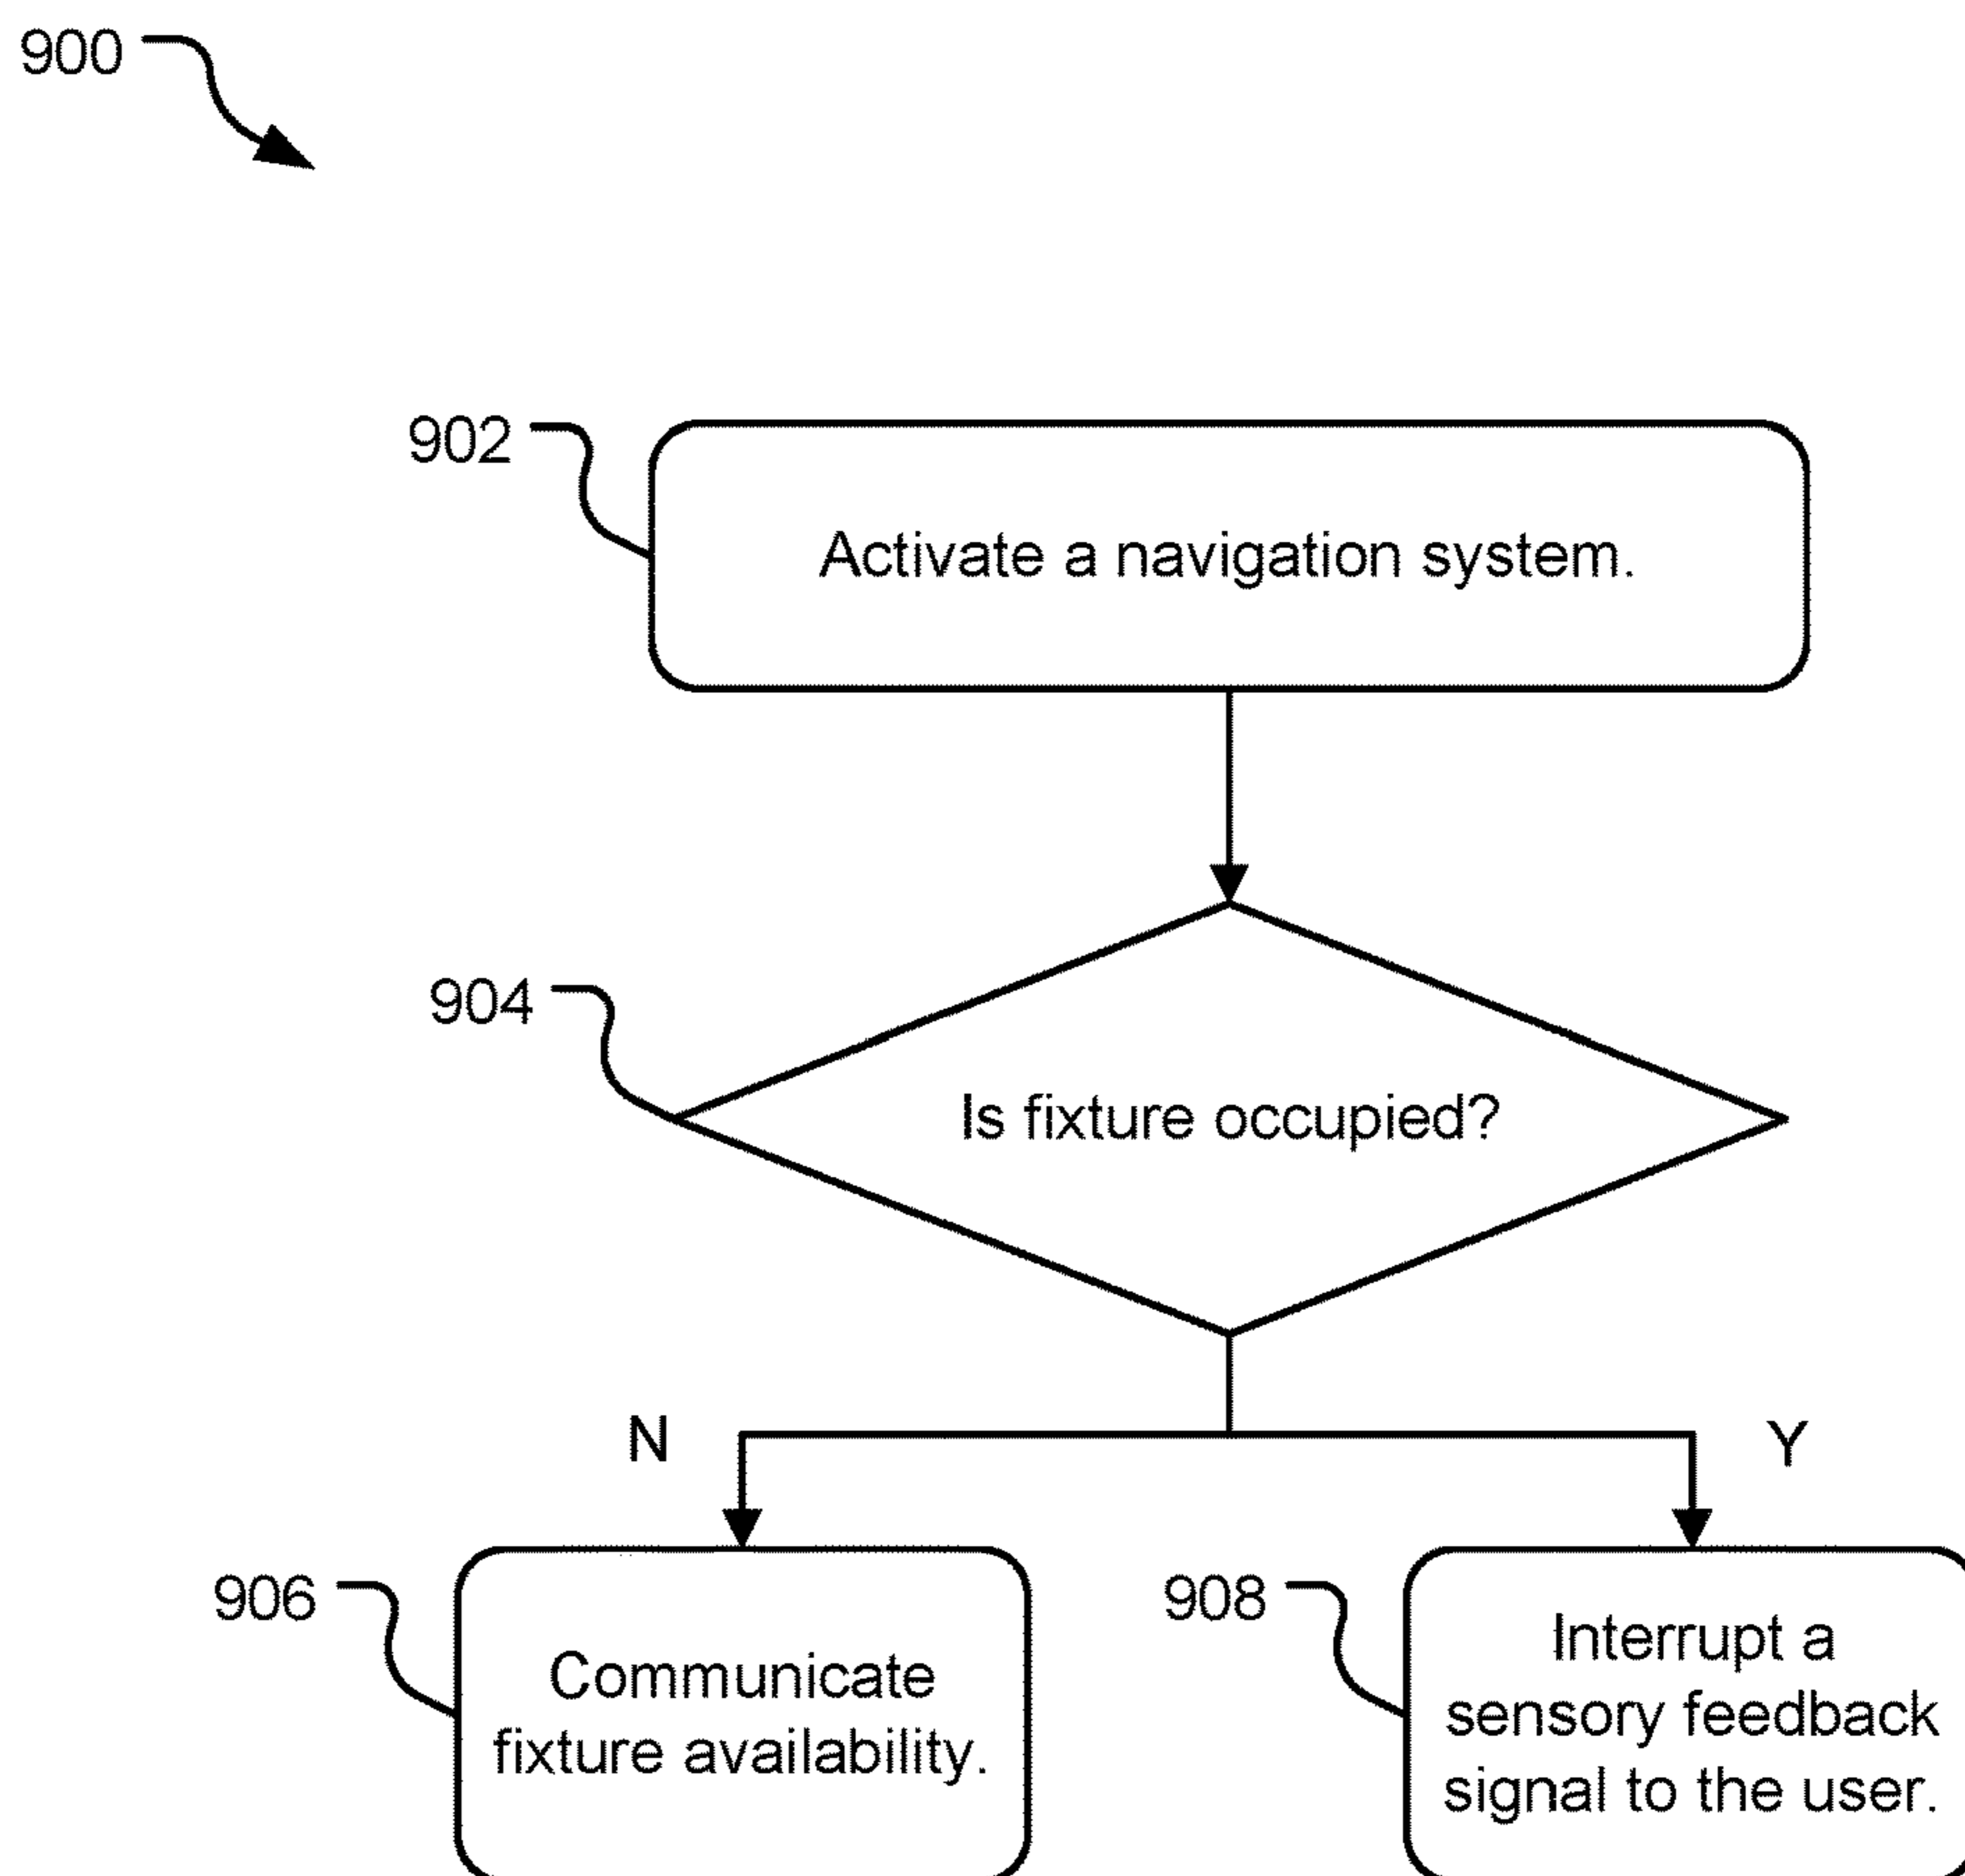 900
902
Activate a navigation system.
904
Is fixture occupied?
N
Y
906
Communicate
fixture availability.
908
Interrupt a
sensory feedback
signal to the user.